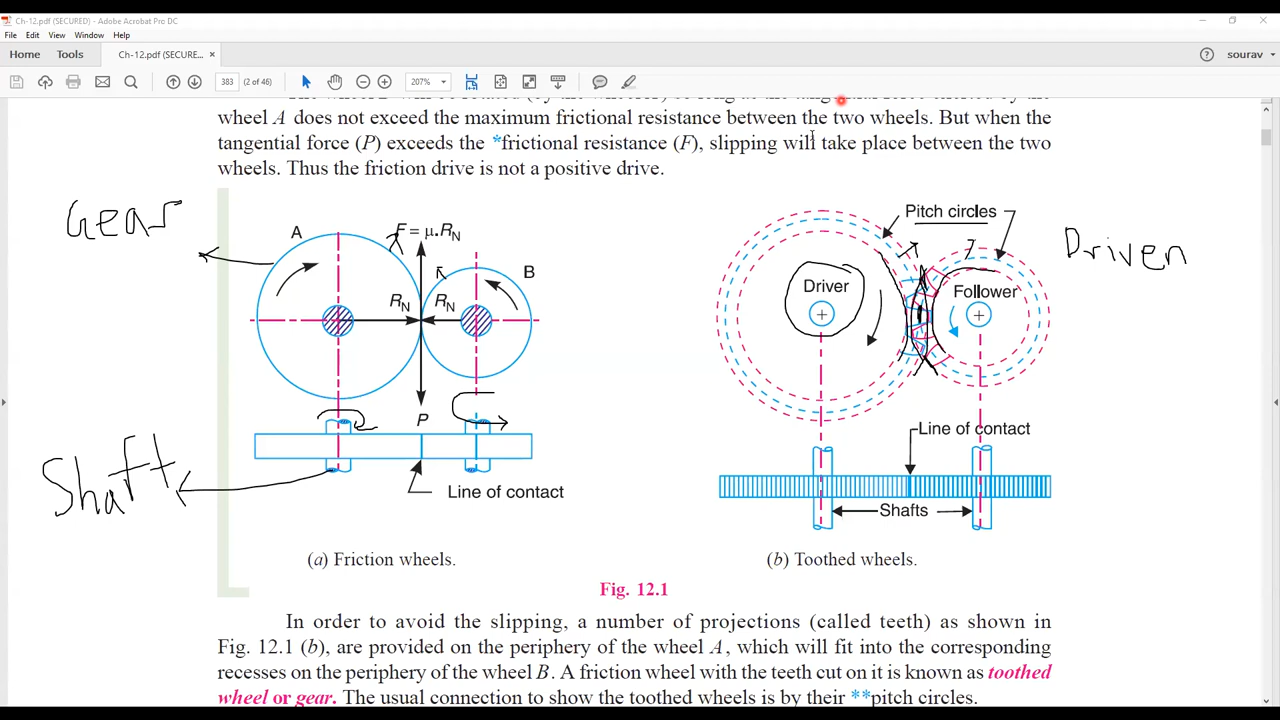 Ch-12.pdf (SECURED) - Adobe Acrobat Pro DC
File Edit View Window Help
Home Tools Ch-12.pdf (SECURE... × sourav
383 (2 of 46) 207%
wheel A does not exceed the maximum frictional resistance between the two wheels. But when the
tangential force (P) exceeds the *frictional resistance (F), slipping will take place between the two
wheels. Thus the friction drive is not a positive drive.
Gear
A
F = μ.RN
B
RN RN
P
Shaft
Line of contact
(a) Friction wheels.
Pitch circles
Driven
Driver
Follower
Line of contact
Shafts
(b) Toothed wheels.
Fig. 12.1
In order to avoid the slipping, a number of projections (called teeth) as shown in
Fig. 12.1 (b), are provided on the periphery of the wheel A, which will fit into the corresponding
recesses on the periphery of the wheel B. A friction wheel with the teeth cut on it is known as toothed
wheel or gear. The usual connection to show the toothed wheels is by their **pitch circles.